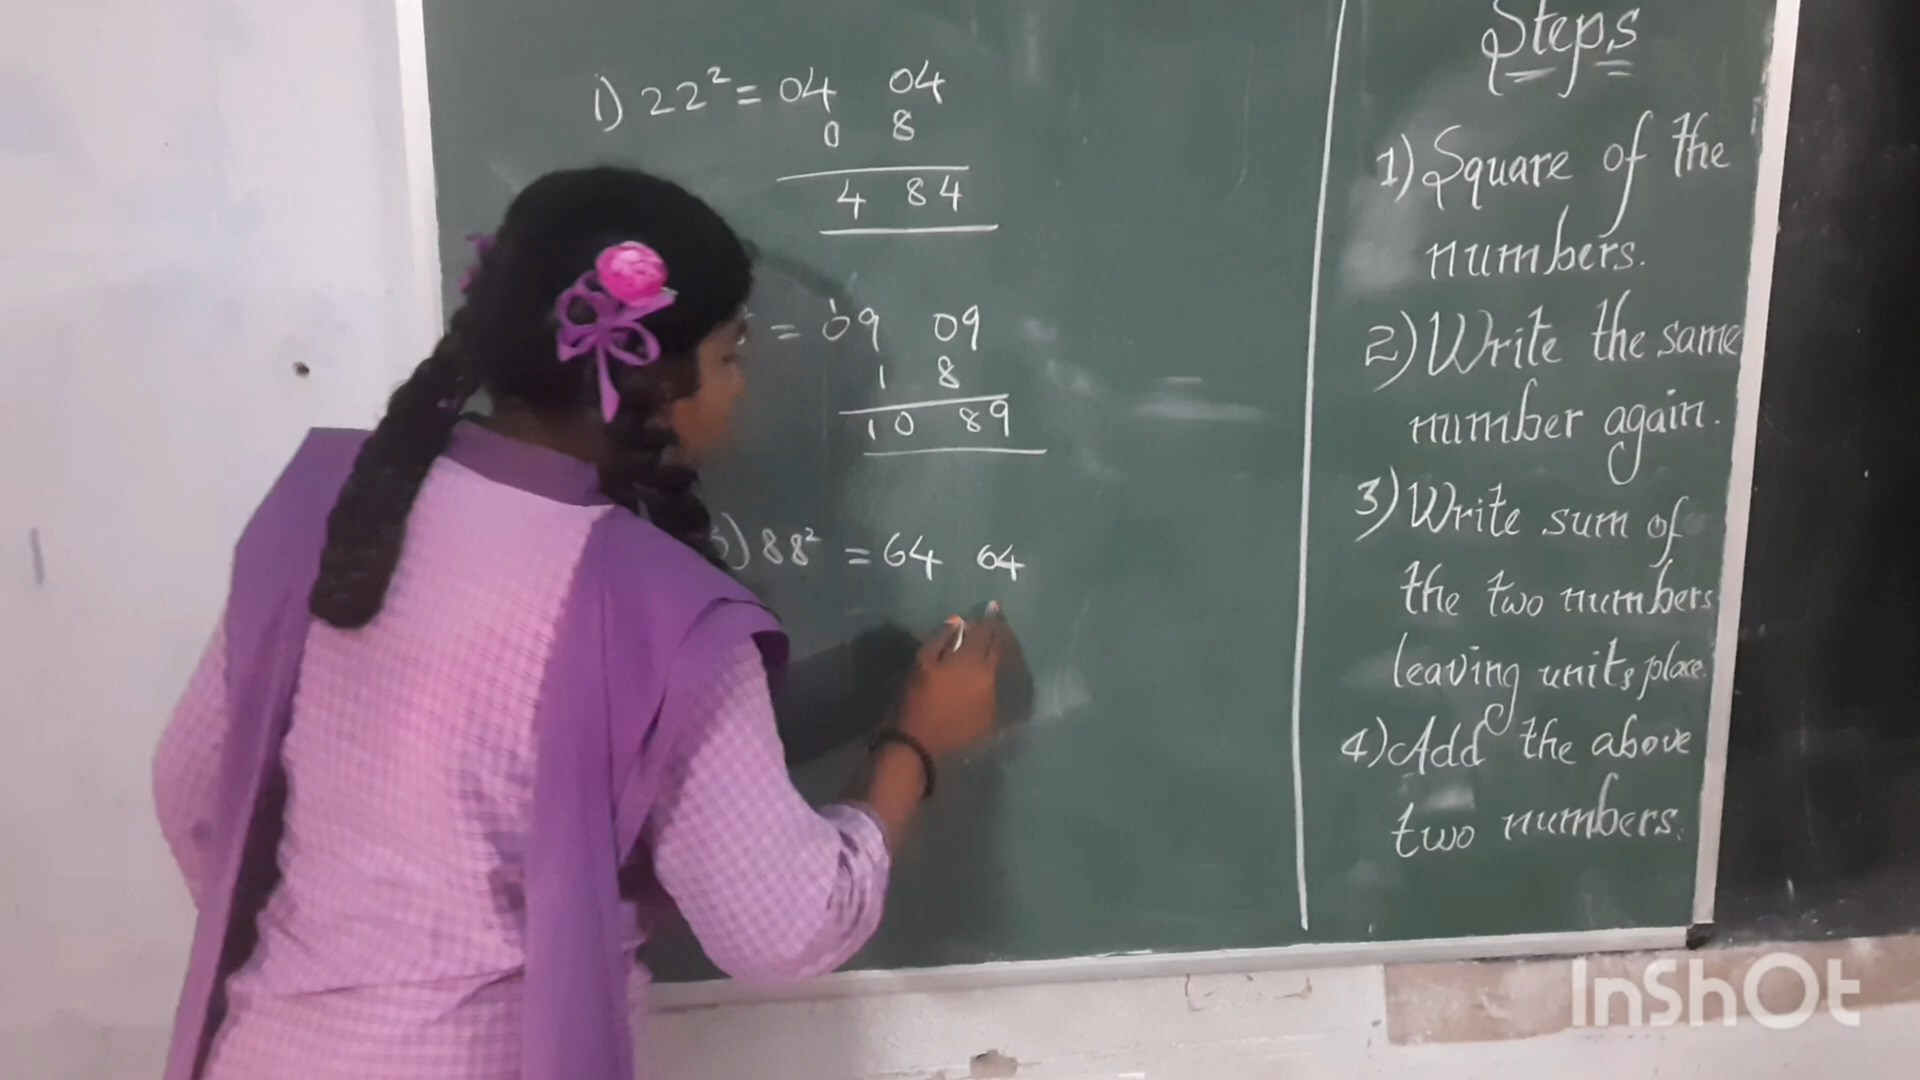 1) 22² = 04 04
0 8
4 84
= 09 09
1 8
10 89
3) 88² = 64 64
Steps
1) Square of the
numbers.
2) Write the same
number again.
3) Write sum of
the two numbers
leaving units place.
4) Add the above
two numbers.
InShOt